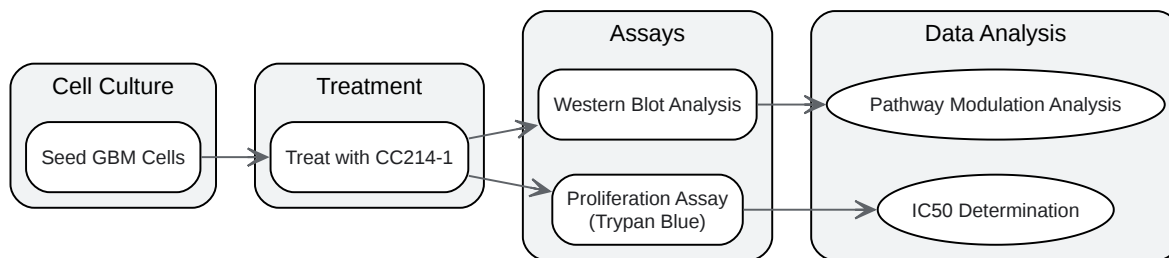 Cell Culture
Seed GBM Cells
Treatment
Treat with CC214-1
Assays
Western Blot Analysis
Proliferation Assay
(Trypan Blue)
Data Analysis
Pathway Modulation Analysis
IC50 Determination